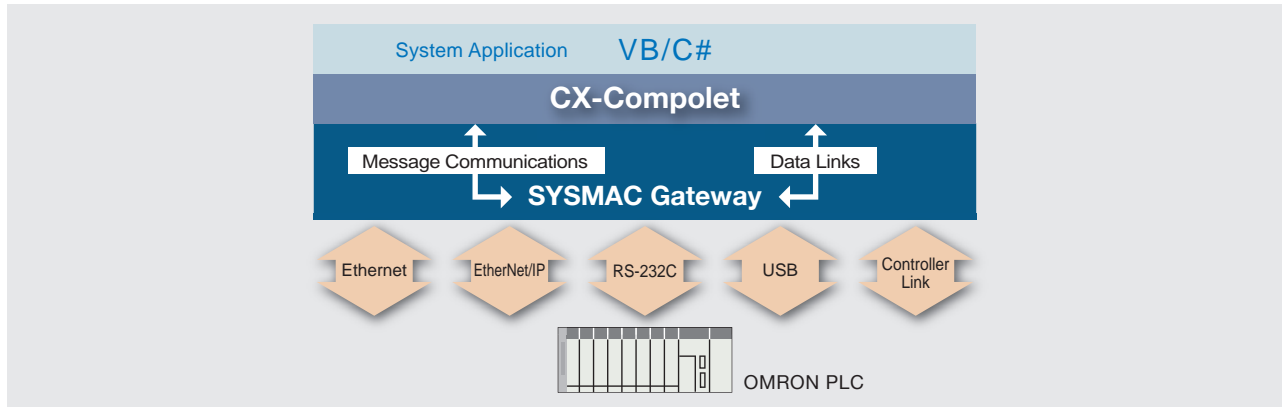 System Application VB/C#
CX-Compolet
Message Communications Data Links
SYSMAC Gateway
Ethernet EtherNet/IP RS-232C USB Controller
Link
OMRON PLC